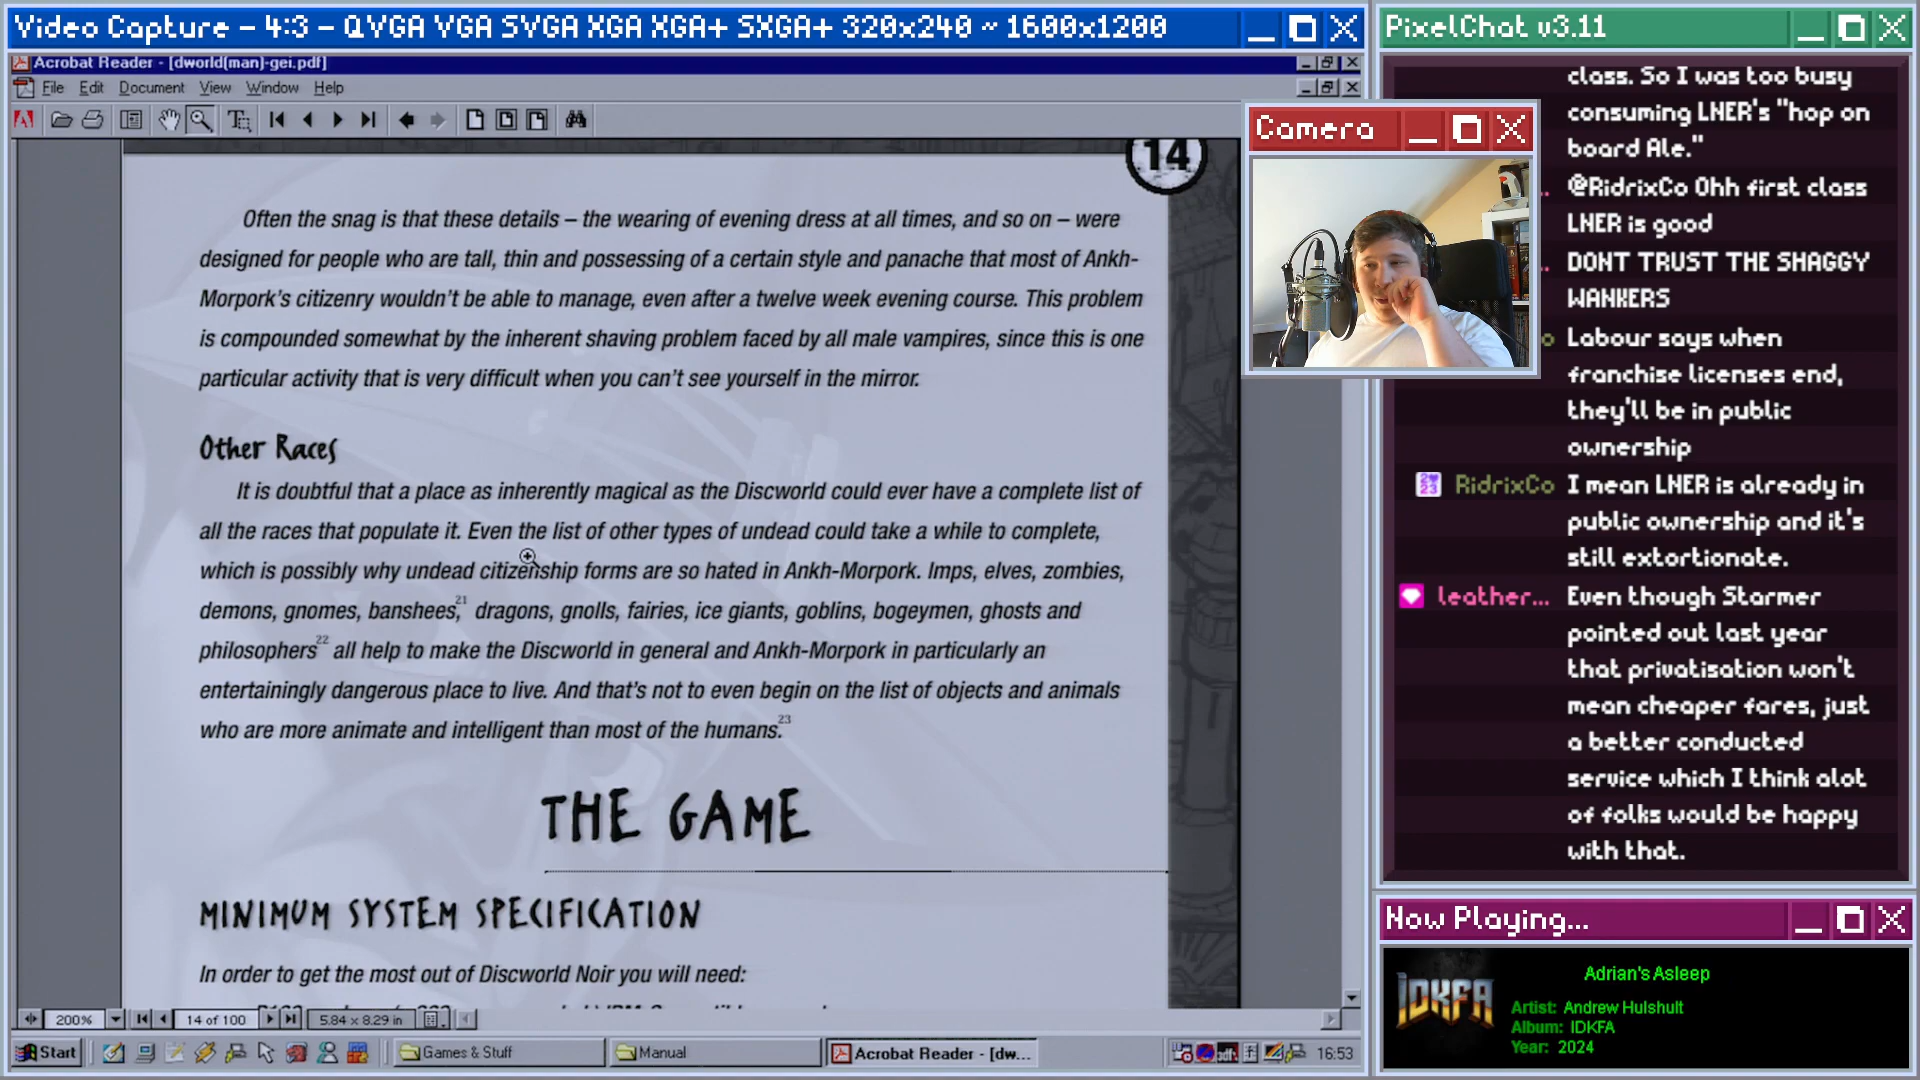 Video Capture – 4:3 – QVGA VGA SVGA XGA XGA+ SXGA+ 320x240 ~ 1600x1200
Acrobat Reader - [dworld(man)-gei.pdf]
File Edit Document View Window Help
14
Often the snag is that these details – the wearing of evening dress at all times, and so on – were
designed for people who are tall, thin and possessing of a certain style and panache that most of Ankh-
Morpork's citizenry wouldn't be able to manage, even after a twelve week evening course. This problem
is compounded somewhat by the inherent shaving problem faced by all male vampires, since this is one
particular activity that is very difficult when you can't see yourself in the mirror.
Other Races
It is doubtful that a place as inherently magical as the Discworld could ever have a complete list of
all the races that populate it. Even the list of other types of undead could take a while to complete,
which is possibly why undead citizenship forms are so hated in Ankh-Morpork. Imps, elves, zombies,
demons, gnomes, banshees,21 dragons, gnolls, fairies, ice giants, goblins, bogeymen, ghosts and
philosophers22 all help to make the Discworld in general and Ankh-Morpork in particularly an
entertainingly dangerous place to live. And that's not to even begin on the list of objects and animals
who are more animate and intelligent than most of the humans.23
THE GAME
MINIMUM SYSTEM SPECIFICATION
In order to get the most out of Discworld Noir you will need:
200% 14 of 100 5.84 x 8.29 in
Start Games & Stuff Manual Acrobat Reader - [dw... 16:53
Camera
PixelChat v3.11
class. So I was too busy
consuming LNER's "hop on
board Ale."
@RidrixCo Ohh first class
LNER is good
DONT TRUST THE SHAGGY
WANKERS
Labour says when
franchise licenses end,
they'll be in public
ownership
RidrixCo I mean LNER is already in
public ownership and it's
still extortionate.
leather... Even though Starmer
pointed out last year
that privatisation won't
mean cheaper fares, just
a better conducted
service which I think alot
of folks would be happy
with that.
Now Playing...
IDKFA
Adrian's Asleep
Artist: Andrew Hulshult
Album: IDKFA
Year: 2024